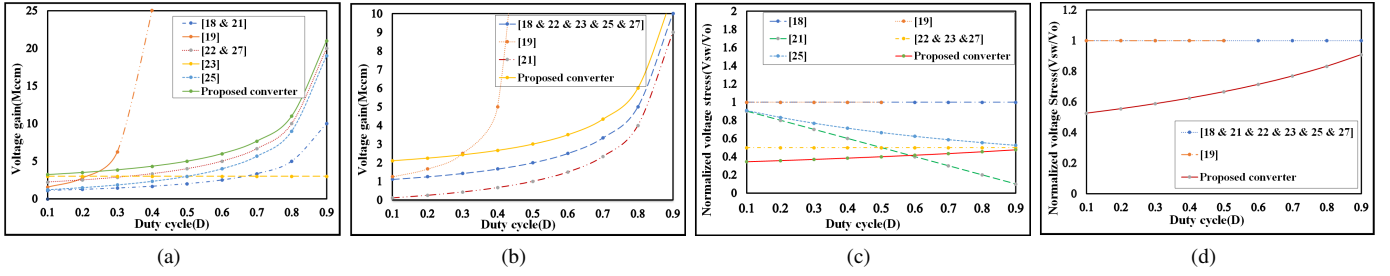 Voltage gain(Mccm)
25
20
15
10
5
0
[18 & 21]
[19]
[22 & 27]
[23]
[25]
Proposed converter
0.1 0.2 0.3 0.4 0.5 0.6 0.7 0.8 0.9
Duty cycle(D)
(a)
Voltage gain(Mccm)
10
9
8
7
6
5
4
3
2
1
0
[18 & 22 & 23 & 25 & 27]
[19]
[21]
Proposed converter
0.1 0.2 0.3 0.4 0.5 0.6 0.7 0.8 0.9
Duty cycle(D)
(b)
Normalized voltage stress(Vsw/Vo)
2
1.8
1.6
1.4
1.2
1
0.8
0.6
0.4
0.2
0
[18] [19]
[21] [22 & 23 &27]
[25] Proposed converter
0.1 0.2 0.3 0.4 0.5 0.6 0.7 0.8 0.9
Duty cycle(D)
(c)
Normalized voltage Stress(Vsw/Vo)
1.2
1
0.8
0.6
0.4
0.2
0
[18 & 21 & 22 & 23 & 25 & 27]
[19]
Proposed converter
0.1 0.2 0.3 0.4 0.5 0.6 0.7 0.8 0.9
Duty cycle(D)
(d)